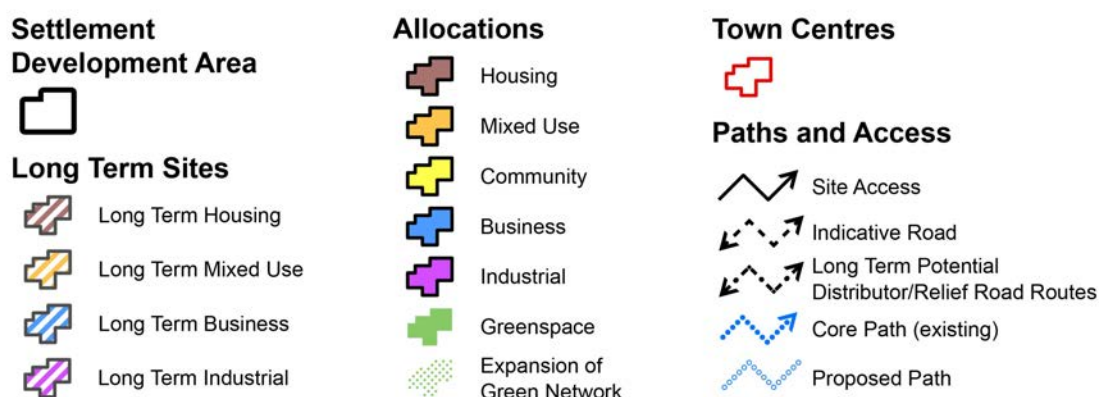 Settlement
Development Area
Long Term Sites
Long Term Housing
Long Term Mixed Use
Long Term Business
Long Term Industrial
Allocations
Housing
Mixed Use
Community
Business
Industrial
Greenspace
Expansion of
Green Network
Town Centres
Paths and Access
Site Access
Indicative Road
Long Term Potential
Distributor/Relief Road Routes
Core Path (existing)
Proposed Path